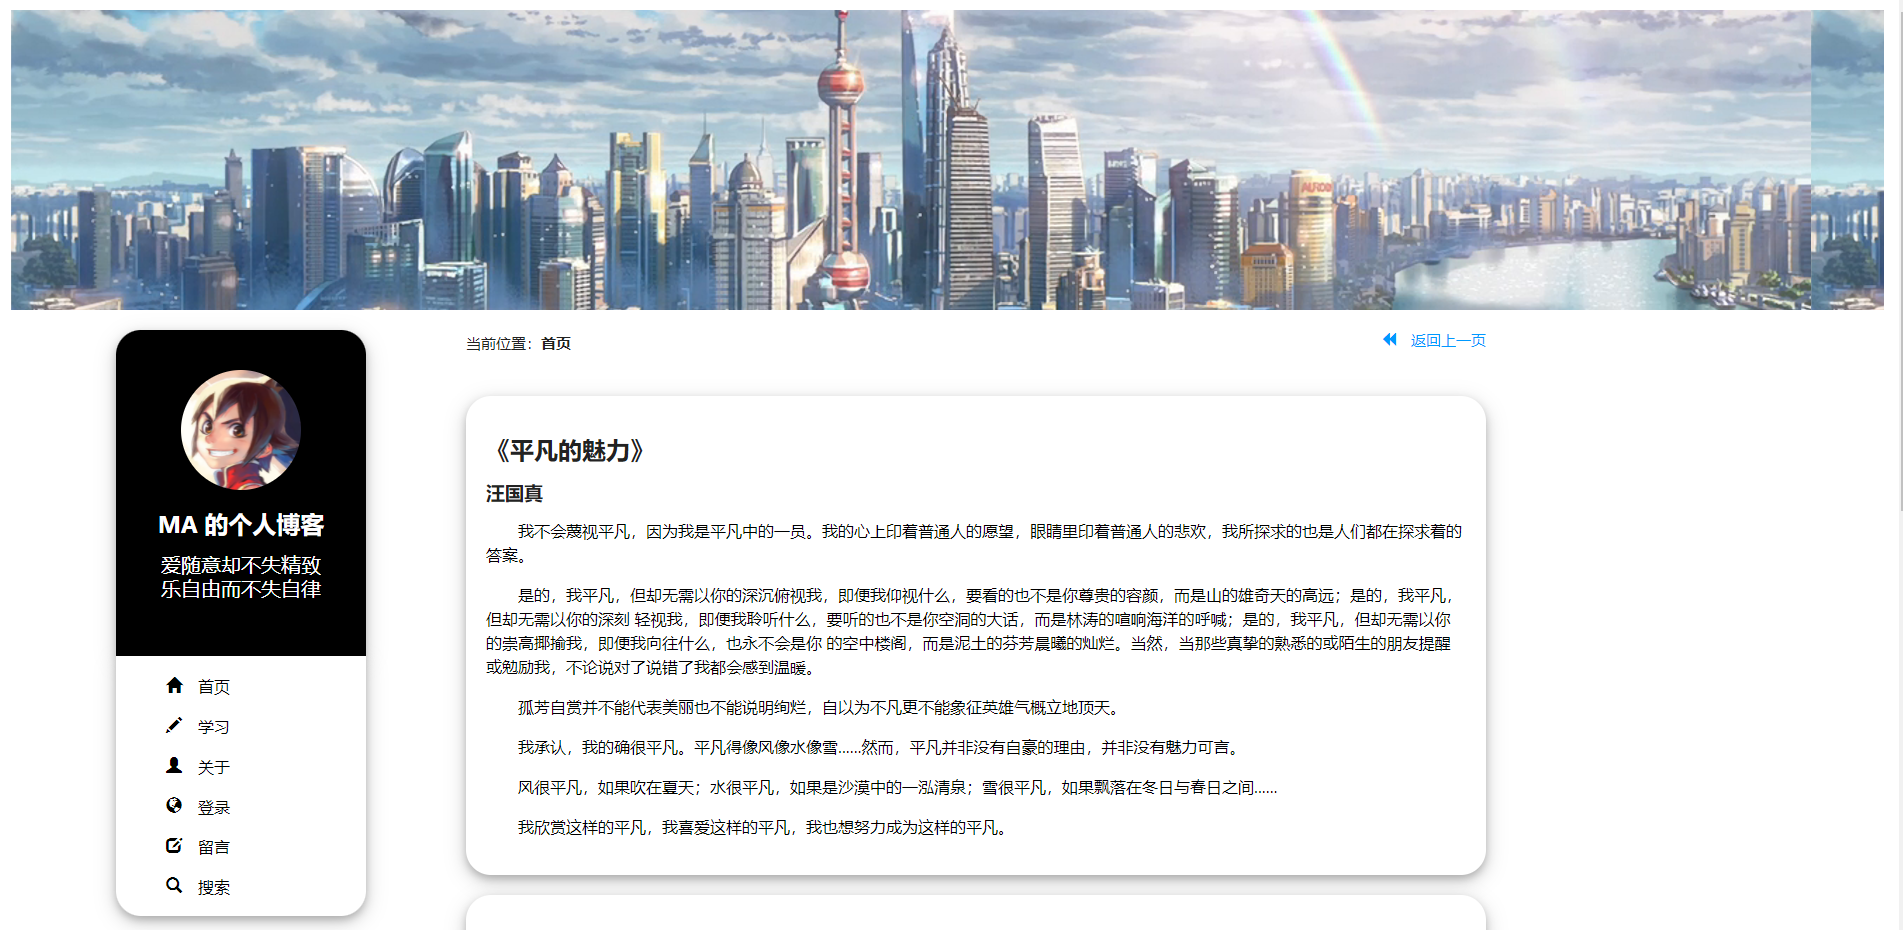 AURORA
当前位置：首页
返回上一页
MA 的个人博客
爱随意却不失精致
乐自由而不失自律
首页
学习
关于
登录
留言
搜索
《平凡的魅力》
汪国真
我不会蔑视平凡，因为我是平凡中的一员。我的心上印着普通人的愿望，眼睛里印着普通人的悲欢，我所探求的也是人们都在探求着的
答案。
是的，我平凡，但却无需以你的深沉俯视我，即便我仰视什么，要看的也不是你尊贵的容颜，而是山的雄奇天的高远；是的，我平凡，
但却无需以你的深刻 轻视我，即便我聆听什么，要听的也不是你空洞的大话，而是林涛的喧响海洋的呼喊；是的，我平凡，但却无需以你
的崇高揶揄我，即便我向往什么，也永不会是你 的空中楼阁，而是泥土的芬芳晨曦的灿烂。当然，当那些真挚的熟悉的或陌生的朋友提醒
或勉励我，不论说对了说错了我都会感到温暖。
孤芳自赏并不能代表美丽也不能说明绚烂，自以为不凡更不能象征英雄气概立地顶天。
我承认，我的确很平凡。平凡得像风像水像雪......然而，平凡并非没有自豪的理由，并非没有魅力可言。
风很平凡，如果吹在夏天；水很平凡，如果是沙漠中的一泓清泉；雪很平凡，如果飘落在冬日与春日之间......
我欣赏这样的平凡，我喜爱这样的平凡，我也想努力成为这样的平凡。